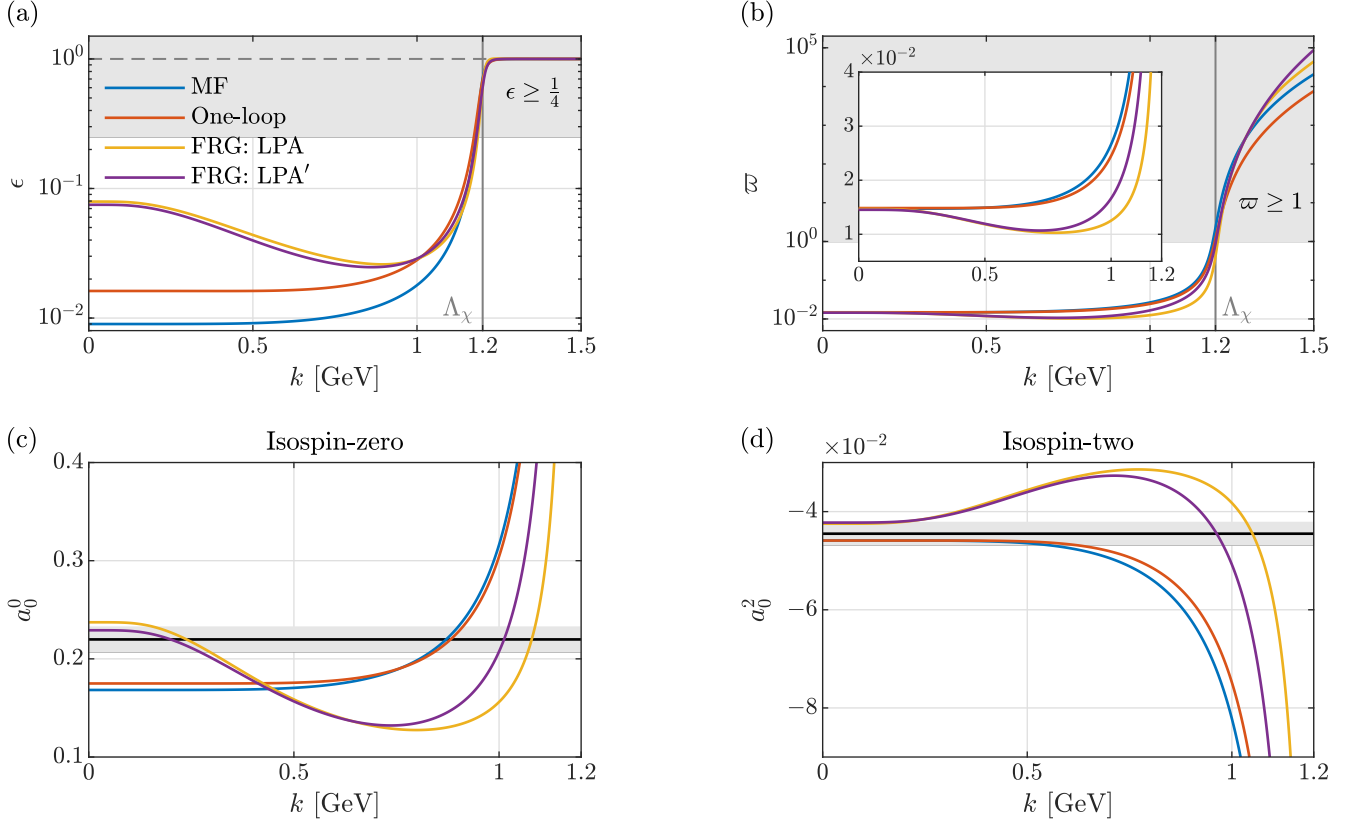 (a)
10^0
10^{-1}
10^{-2}
ϵ
MF
One-loop
FRG: LPA
FRG: LPA′
ϵ ≥ 1/4
Λ_χ
0
0.5
1
1.2
1.5
k [GeV]
(b)
10^5
10^0
10^{-2}
ϖ
×10^{-2}
4
3
2
1
0
0.5
1
1.2
ϖ ≥ 1
Λ_χ
0
0.5
1
1.2
1.5
k [GeV]
(c)
Isospin-zero
0.4
0.3
0.2
0.1
a_0^0
0
0.5
1
1.2
k [GeV]
(d)
×10^{-2}
Isospin-two
−4
−6
−8
a_0^2
0
0.5
1
1.2
k [GeV]